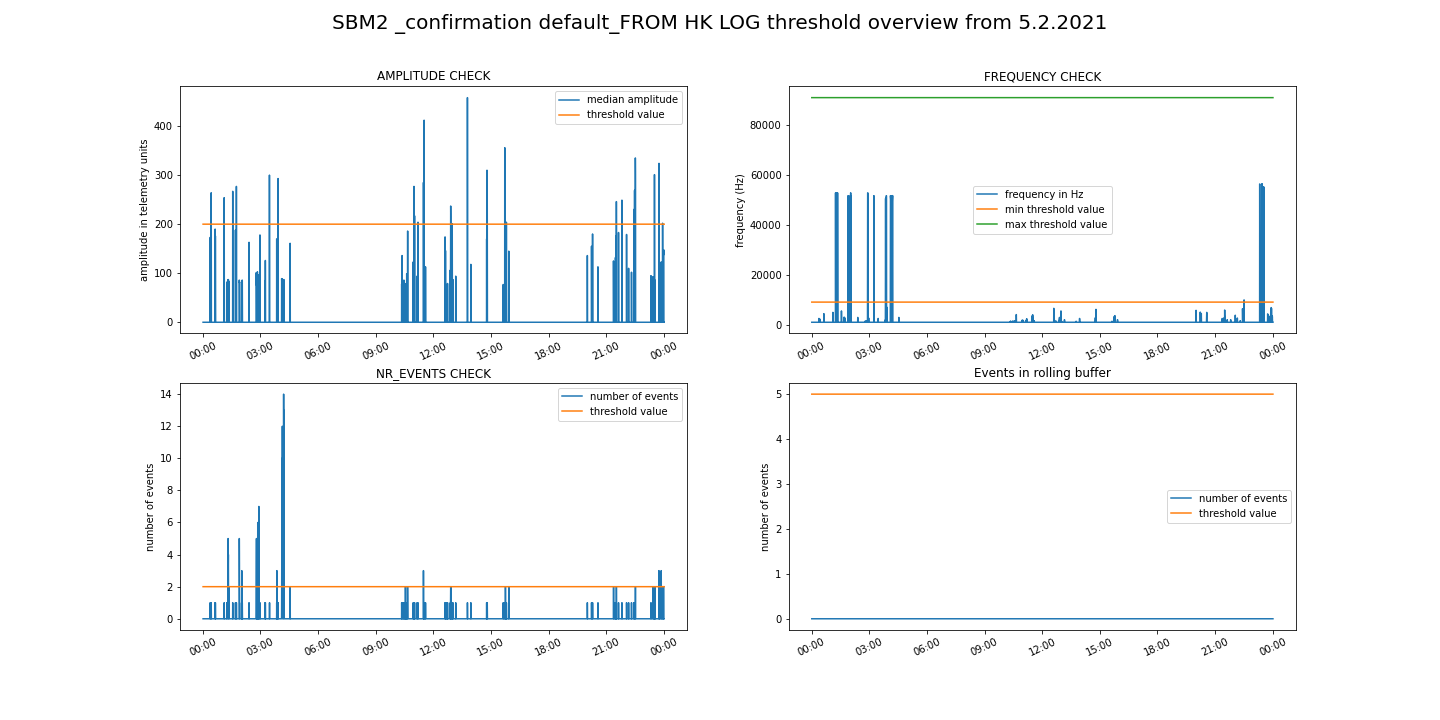 SBM2 _confirmation default_FROM HK LOG threshold overview from 5.2.2021
AMPLITUDE CHECK
amplitude in telemetry units
400
300
200
100
0
median amplitude
threshold value
00:00 03:00 06:00 09:00 12:00 15:00 18:00 21:00 00:00
FREQUENCY CHECK
frequency (Hz)
80000
60000
40000
20000
0
frequency in Hz
min threshold value
max threshold value
00:00 03:00 06:00 09:00 12:00 15:00 18:00 21:00 00:00
NR_EVENTS CHECK
number of events
14
12
10
8
6
4
2
0
number of events
threshold value
00:00 03:00 06:00 09:00 12:00 15:00 18:00 21:00 00:00
Events in rolling buffer
number of events
5
4
3
2
1
0
number of events
threshold value
00:00 03:00 06:00 09:00 12:00 15:00 18:00 21:00 00:00